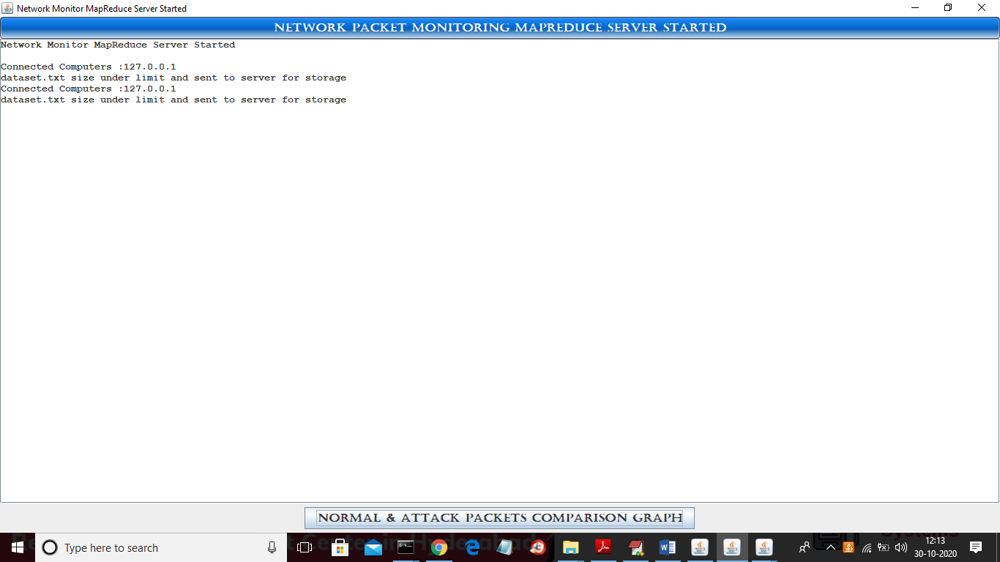 Network Monitor MapReduce Server Started
NETWORK PACKET MONITORING MAPREDUCE SERVER STARTED
Network Monitor MapReduce Server Started
Connected Computers :127.0.0.1
dataset.txt size under limit and sent to server for storage
Connected Computers :127.0.0.1
dataset.txt size under limit and sent to server for storage
NORMAL & ATTACK PACKETS COMPARISON GRAPH
Type here to search
12:13
30-10-2020